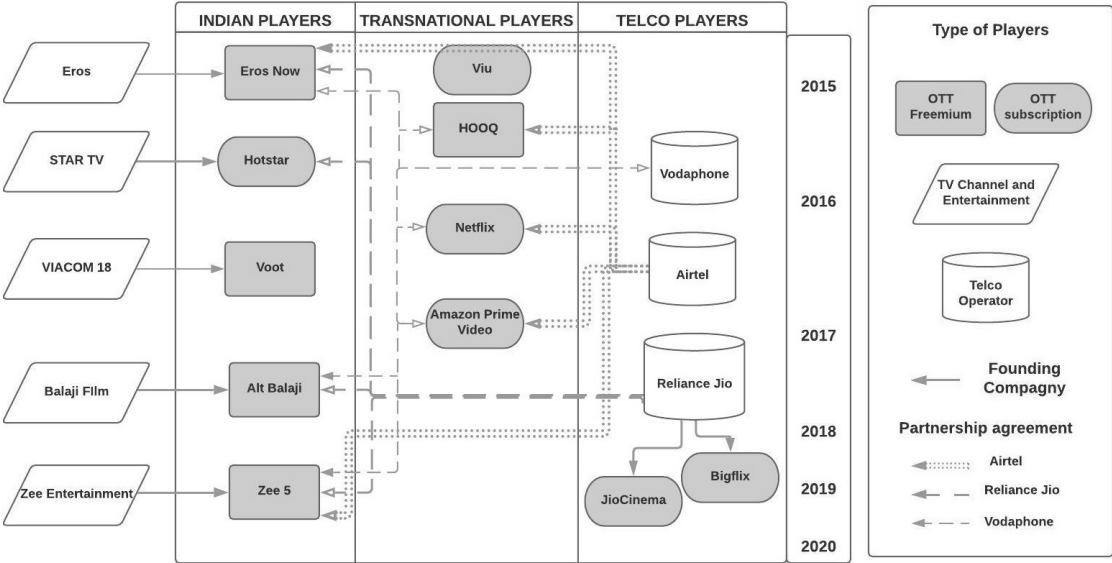 INDIAN PLAYERS
TRANSNATIONAL PLAYERS
TELCO PLAYERS
Eros
STAR TV
VIACOM 18
Balaji FIlm
Zee Entertainment
Eros Now
Hotstar
Voot
Alt Balaji
Zee 5
Viu
HOOQ
Netflix
Amazon Prime
Video
Vodaphone
Airtel
Reliance Jio
JioCinema
Bigflix
2015
2016
2017
2018
2019
2020
Type of Players
OTT
Freemium
OTT
subscription
TV Channel and
Entertainment
Telco
Operator
Founding
Compagny
Partnership agreement
Airtel
Reliance Jio
Vodaphone